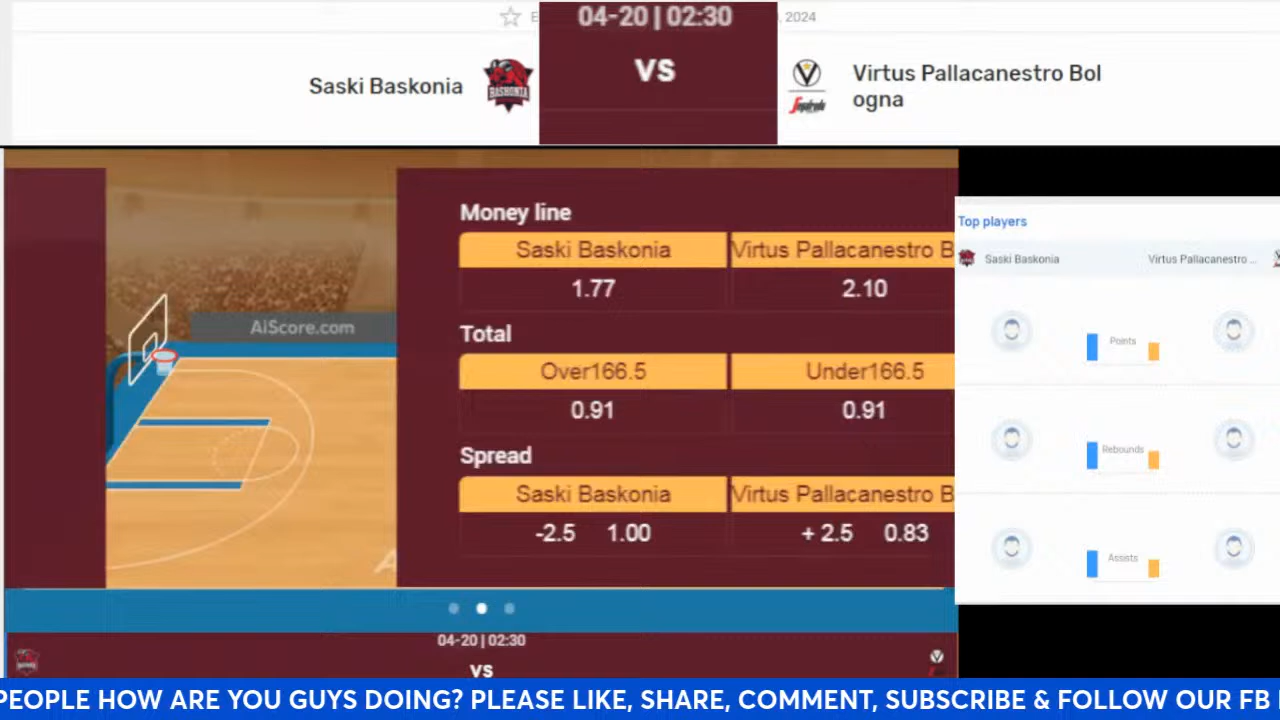 04-20 | 02:30
, 2024
Saski Baskonia
BASKONIA
VS
Virtus Pallacanestro Bol
ogna
Money line
Saski Baskonia
Virtus Pallacanestro B
1.77
2.10
Total
Over166.5
Under166.5
0.91
0.91
Spread
Saski Baskonia
Virtus Pallacanestro B
-2.5 1.00
+ 2.5 0.83
AiScore.com
Top players
Saski Baskonia
Virtus Pallacanestro ...
Points
Rebounds
Assists
04-20 | 02:30
VS
PEOPLE HOW ARE YOU GUYS DOING? PLEASE LIKE, SHARE, COMMENT, SUBSCRIBE & FOLLOW OUR FB